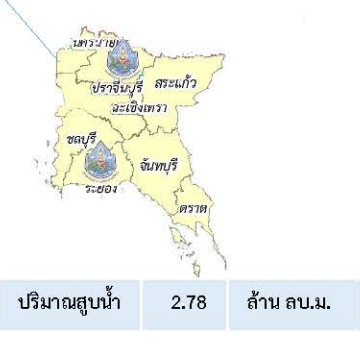 นครนายก
ปราจีนบุรี
สระแก้ว
ฉะเชิงเทรา
ชลบุรี
จันทบุรี
ระยอง
ตราด
ปริมาณสูบน้ำ 2.78 ล้าน ลบ.ม.